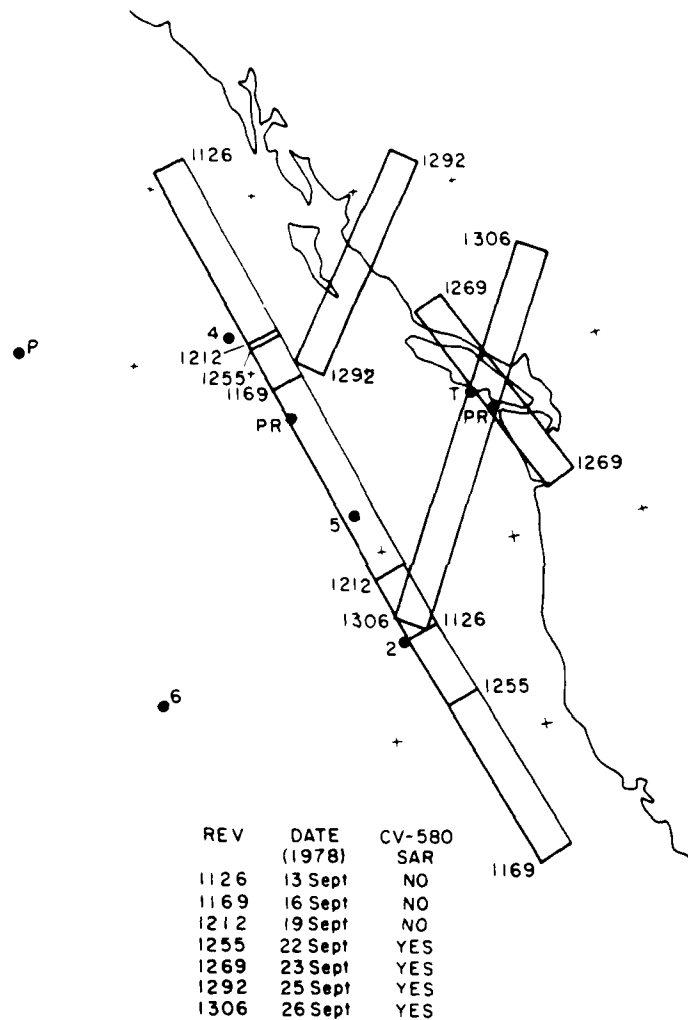 1126
1292
1306
1269
4
P
1212
1255
1169
1292
T
PR
PR
1269
5
1212
1306
1126
2
1255
6
1169
REV DATE CV-580
(1978) SAR
1126 13 Sept NO
1169 16 Sept NO
1212 19 Sept NO
1255 22 Sept YES
1269 23 Sept YES
1292 25 Sept YES
1306 26 Sept YES